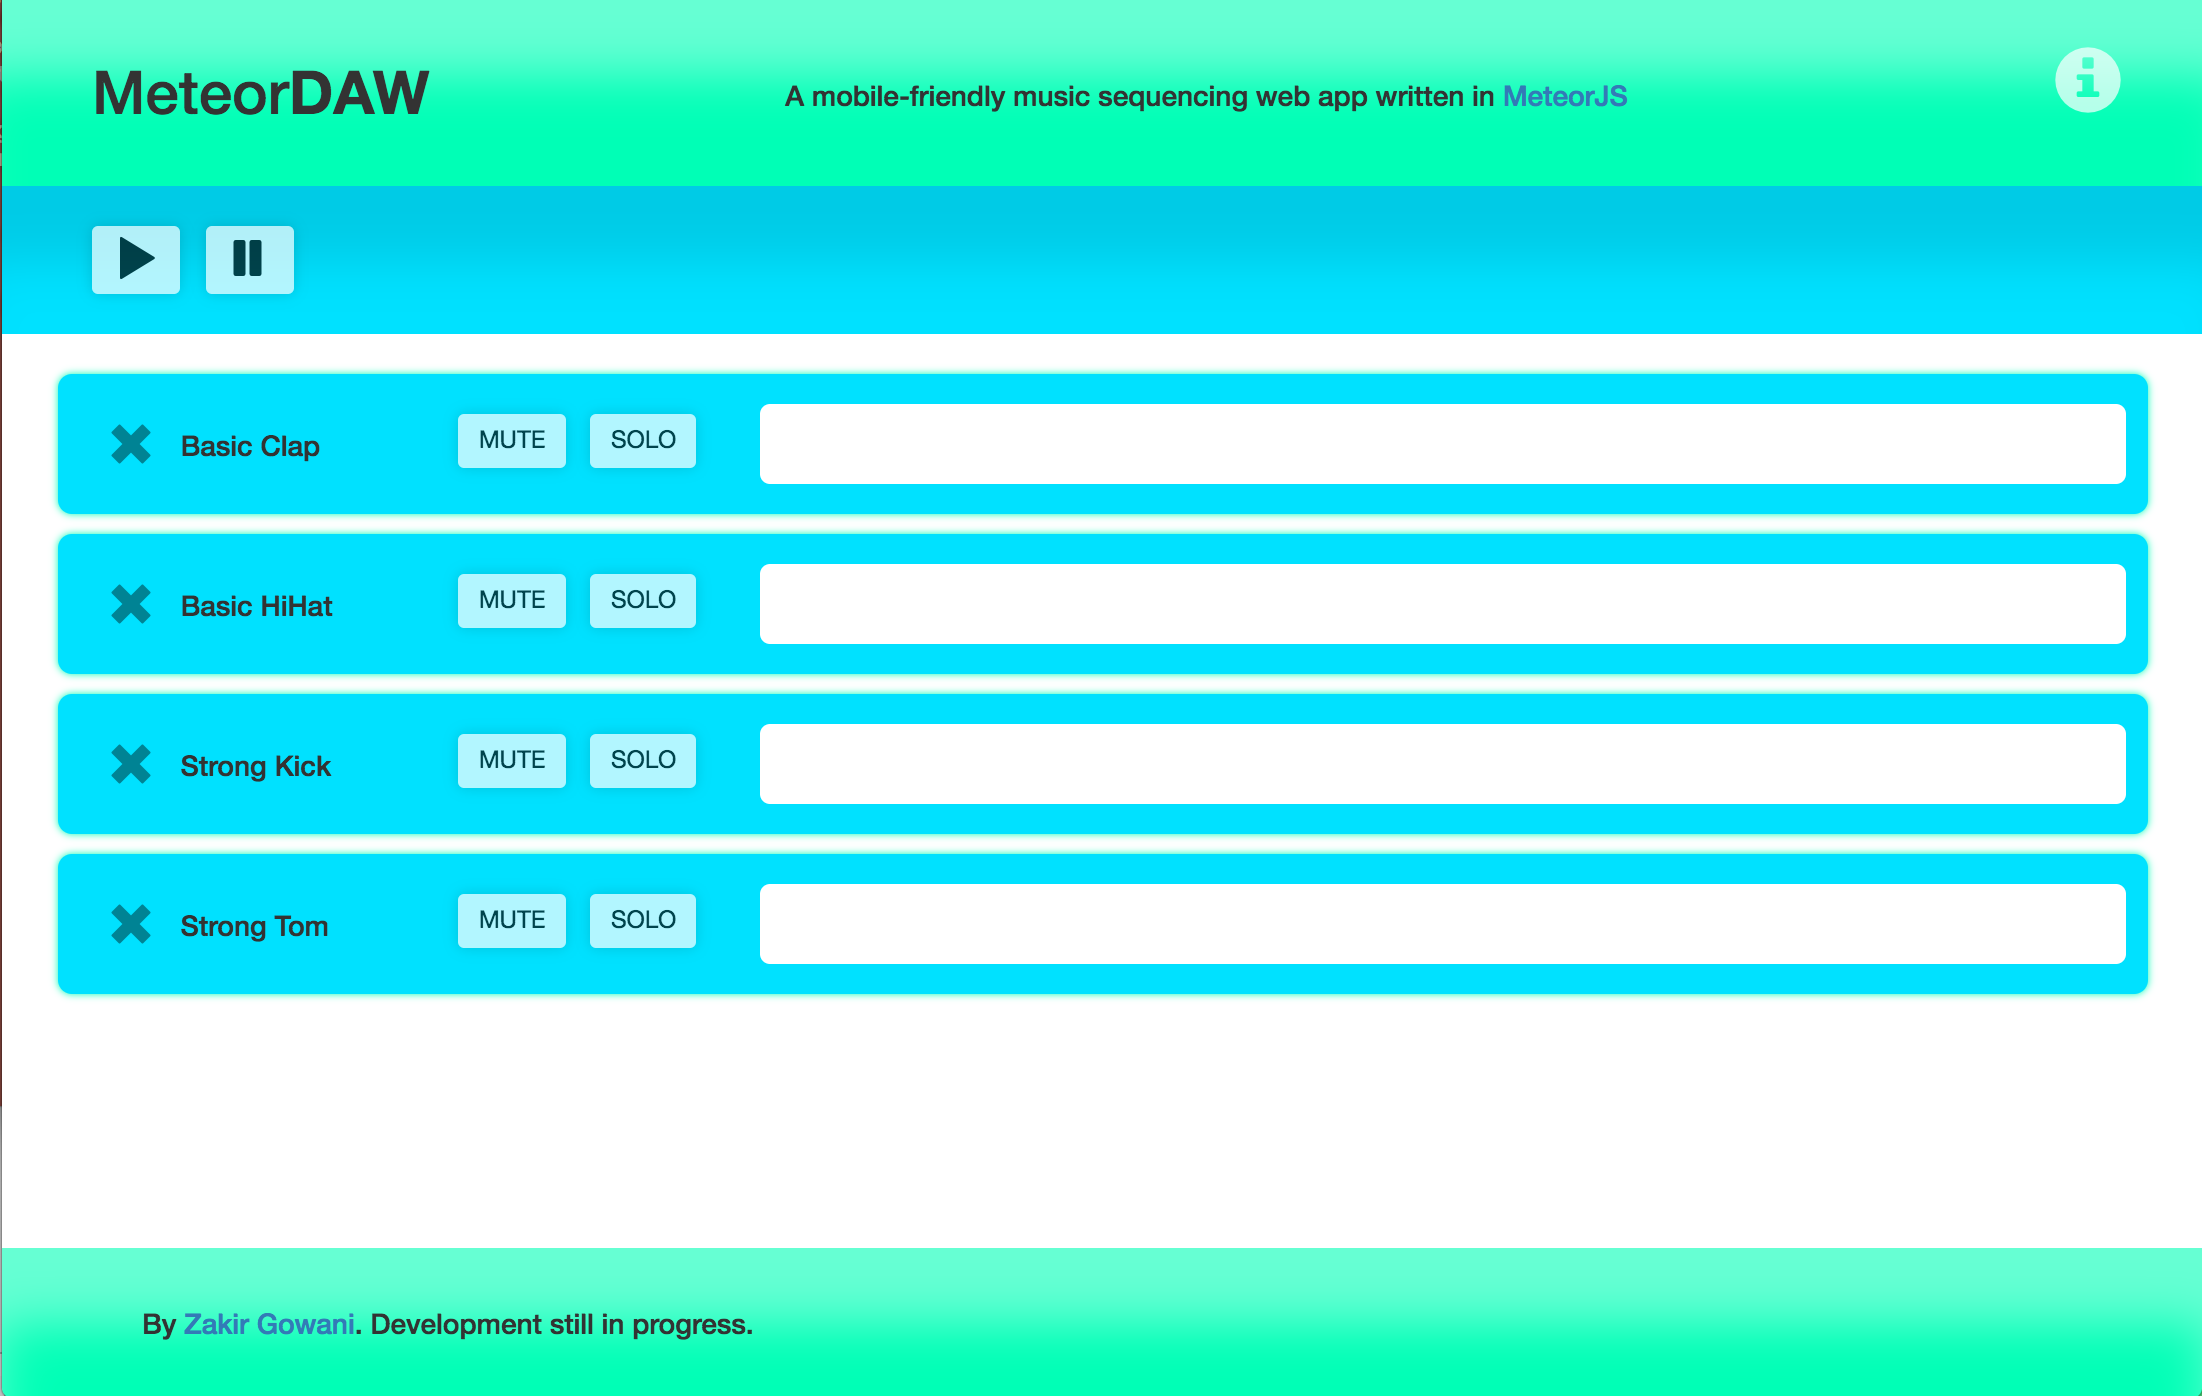 MeteorDAW
A mobile-friendly music sequencing web app written in MeteorJS
Basic Clap MUTE SOLO
Basic HiHat MUTE SOLO
Strong Kick MUTE SOLO
Strong Tom MUTE SOLO
By Zakir Gowani. Development still in progress.